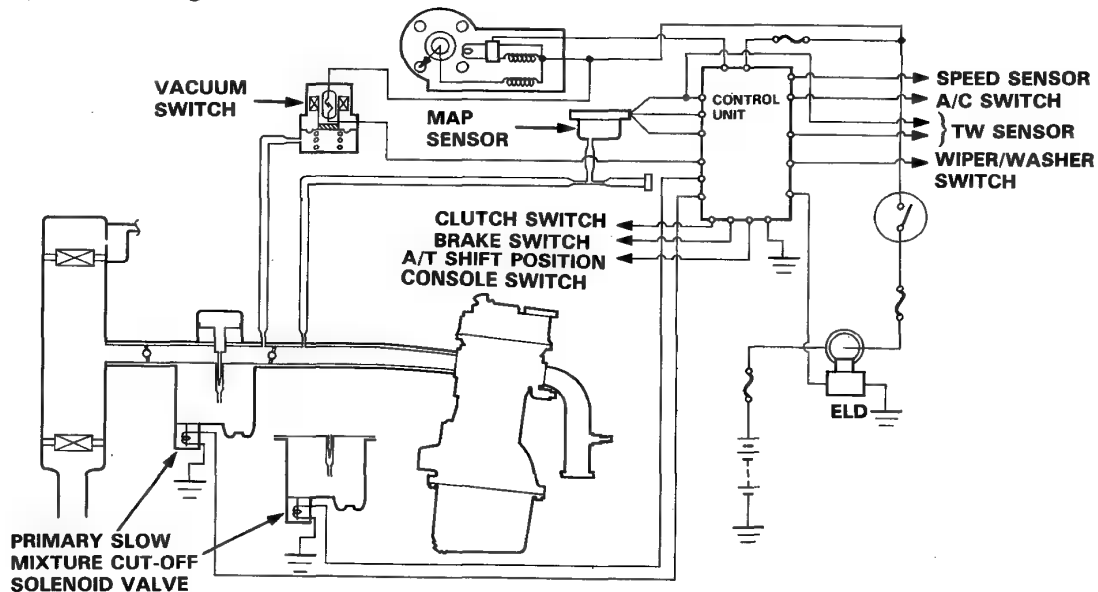 VACUUM
SWITCH
MAP
SENSOR
CONTROL
UNIT
SPEED SENSOR
A/C SWITCH
TW SENSOR
WIPER/WASHER
SWITCH
CLUTCH SWITCH
BRAKE SWITCH
A/T SHIFT POSITION
CONSOLE SWITCH
ELD
PRIMARY SLOW
MIXTURE CUT-OFF
SOLENOID VALVE